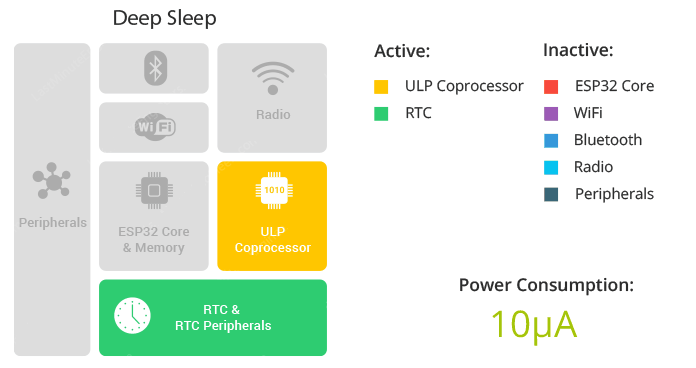 Deep Sleep
Peripherals
WiFi
Radio
ESP32 Core
& Memory
1010
ULP
Coprocessor
RTC &
RTC Peripherals
Active:
ULP Coprocessor
RTC
Inactive:
ESP32 Core
WiFi
Bluetooth
Radio
Peripherals
Power Consumption:
10μA